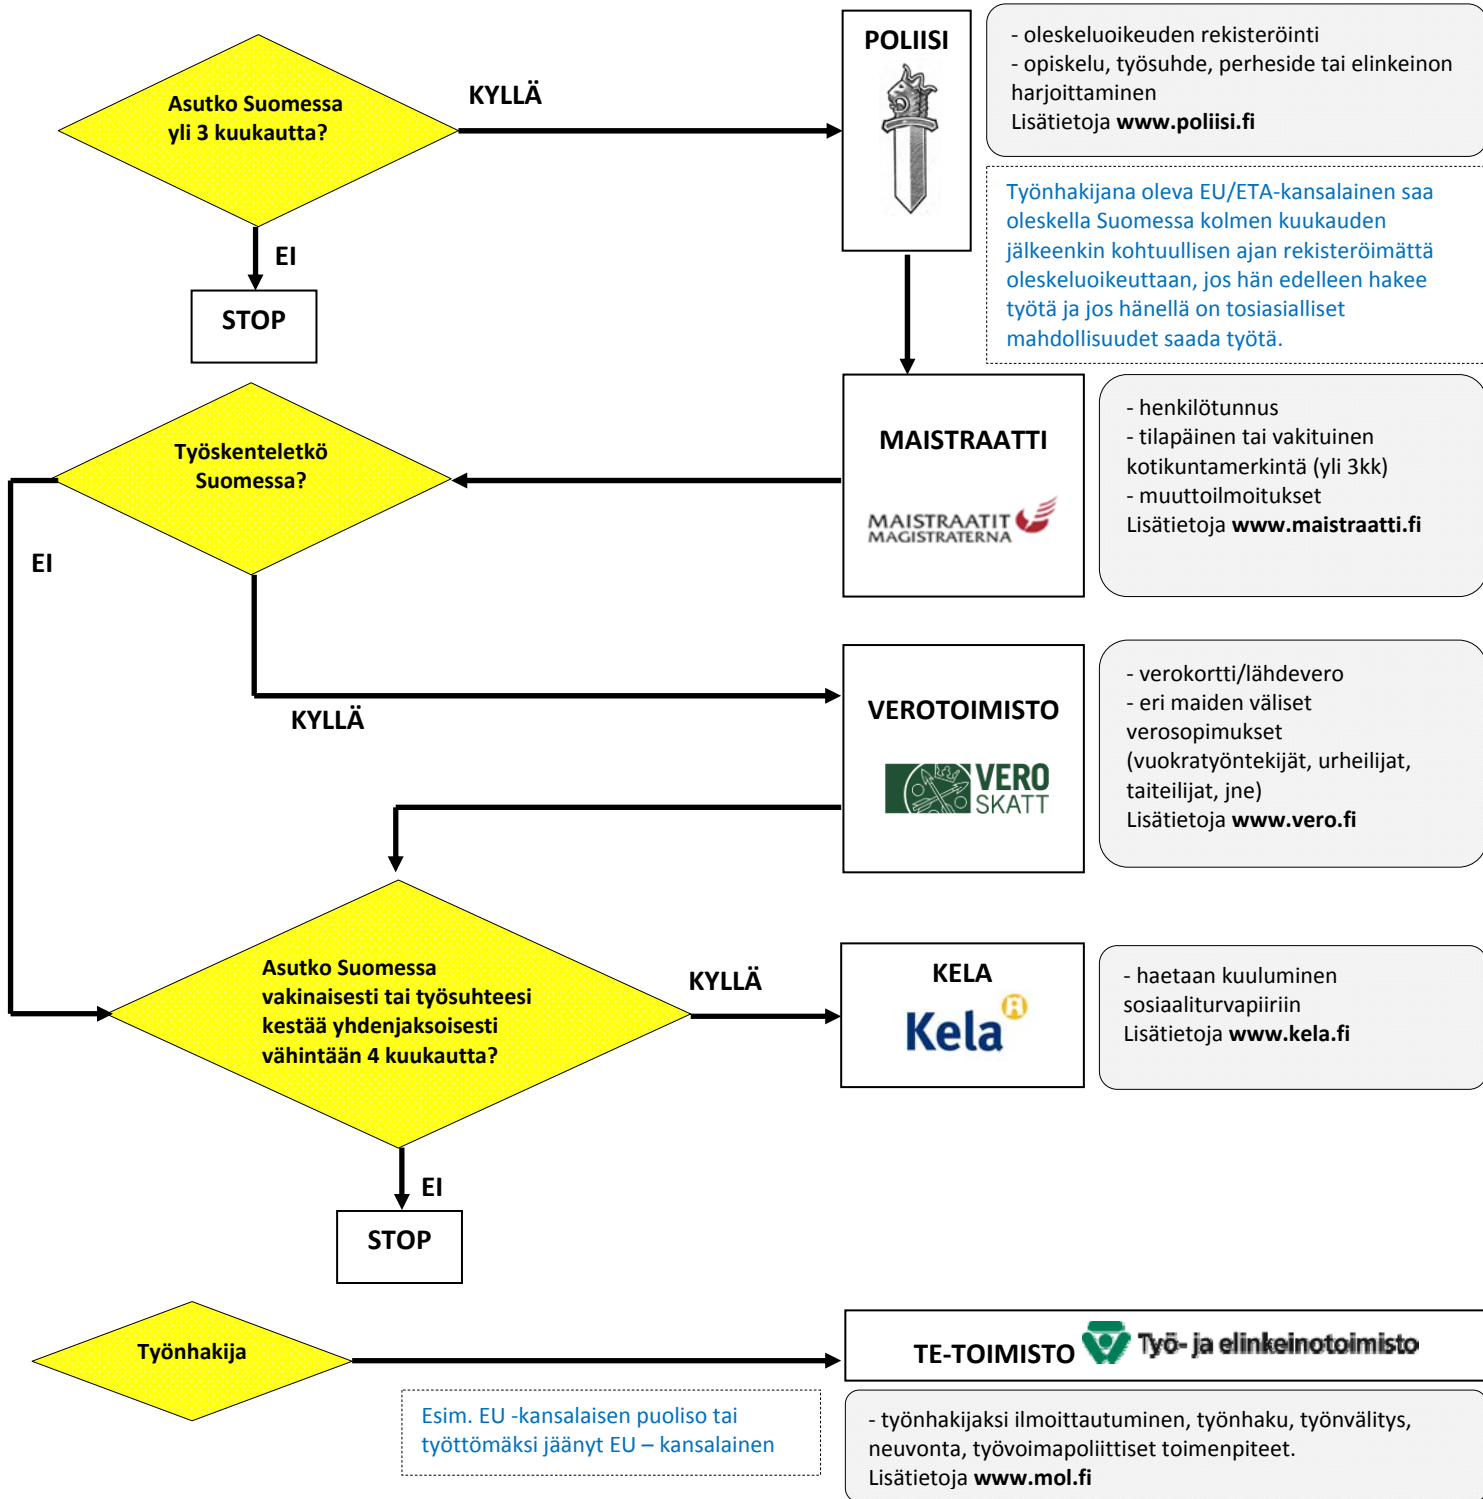 Asutko Suomessa
yli 3 kuukautta?
KYLLÄ
POLIISI
- oleskeluoikeuden rekisteröinti
- opiskelu, työsuhde, perheside tai elinkeinon
harjoittaminen
Lisätietoja www.poliisi.fi
Työnhakijana oleva EU/ETA-kansalainen saa
oleskella Suomessa kolmen kuukauden
jälkeenkin kohtuullisen ajan rekisteröimättä
oleskeluoikeuttaan, jos hän edelleen hakee
työtä ja jos hänellä on tosiasialliset
mahdollisuudet saada työtä.
EI
STOP
Työskenteletkö
Suomessa?
MAISTRAATTI
MAISTRAATIT
MAGISTRATERNA
- henkilötunnus
- tilapäinen tai vakituinen
kotikuntamerkintä (yli 3kk)
- muuttoilmoitukset
Lisätietoja www.maistraatti.fi
EI
KYLLÄ
VEROTOIMISTO
VERO
SKATT
- verokortti/lähdevero
- eri maiden väliset
verosopimukset
(vuokratyöntekijät, urheilijat,
taiteilijat, jne)
Lisätietoja www.vero.fi
Asutko Suomessa
vakinaisesti tai työsuhteesi
kestää yhdenjaksoisesti
vähintään 4 kuukautta?
KYLLÄ
KELA
Kela
- haetaan kuuluminen
sosiaaliturvapiiriin
Lisätietoja www.kela.fi
EI
STOP
Työnhakija
TE-TOIMISTO Työ- ja elinkeinotoimisto
Esim. EU -kansalaisen puoliso tai
työttömäksi jäänyt EU – kansalainen
- työnhakijaksi ilmoittautuminen, työnhaku, työnvälitys,
neuvonta, työvoimapoliittiset toimenpiteet.
Lisätietoja www.mol.fi